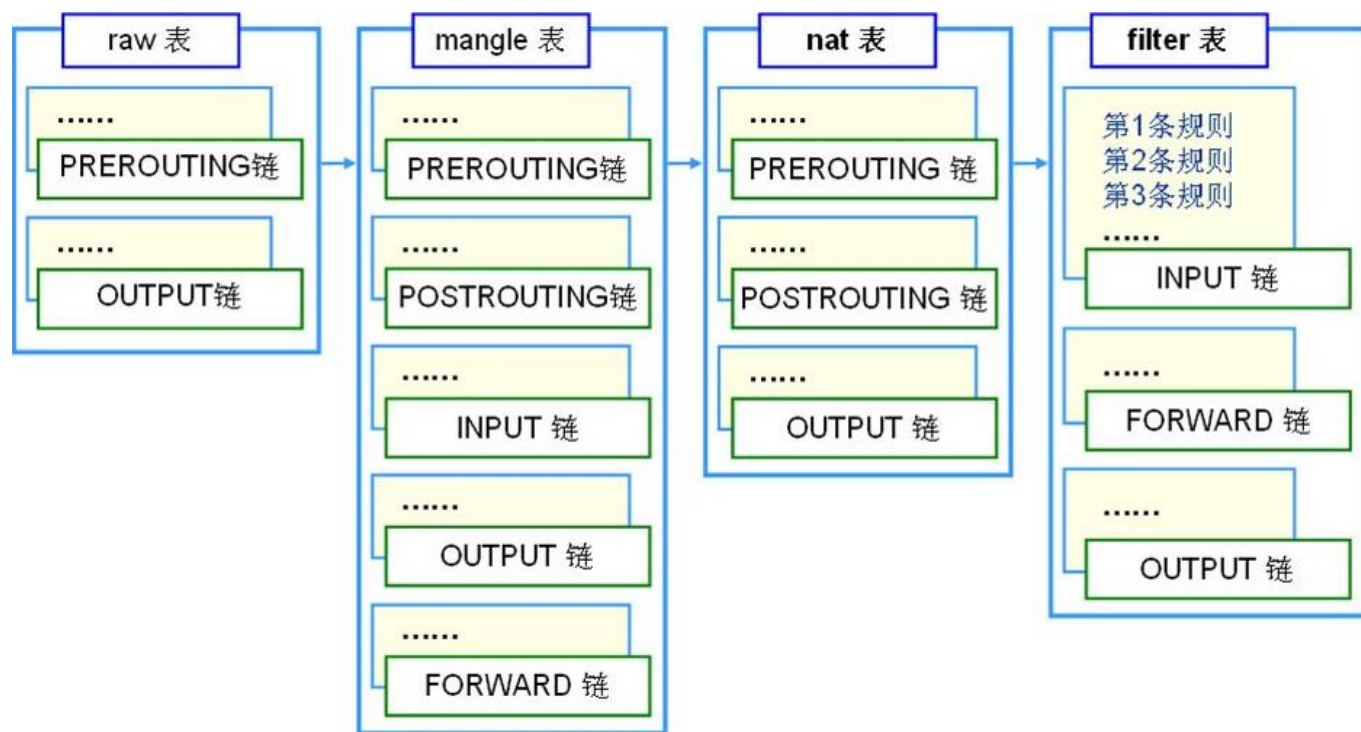 raw 表
……
PREROUTING链
……
OUTPUT链
mangle 表
……
PREROUTING链
……
POSTROUTING链
……
INPUT 链
……
OUTPUT 链
……
FORWARD 链
nat 表
……
PREROUTING 链
……
POSTROUTING 链
……
OUTPUT 链
filter 表
第1条规则
第2条规则
第3条规则
……
INPUT 链
……
FORWARD 链
……
OUTPUT 链